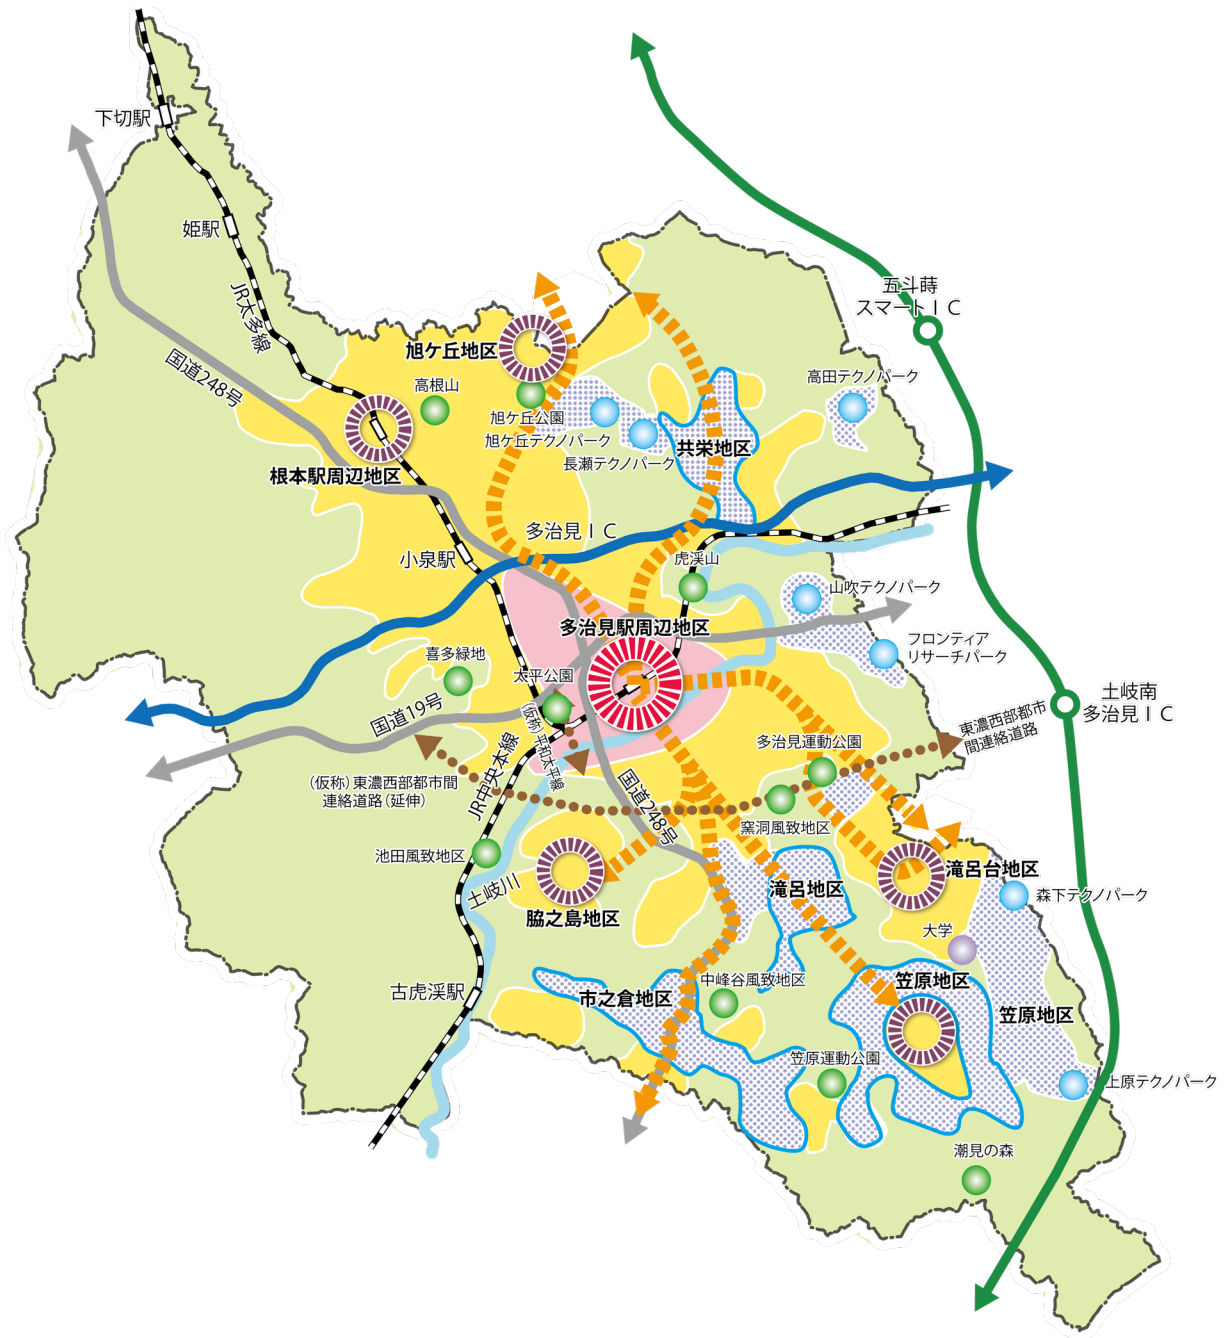 下切駅
姫駅
JR太多線
国道248号
五斗蒔
スマートIC
旭ケ丘地区
高根山
高田テクノパーク
旭ケ丘公園
旭ケ丘テクノパーク
長瀬テクノパーク
共栄地区
根本駅周辺地区
多治見IC
小泉駅
虎渓山
山吹テクノパーク
多治見駅周辺地区
フロンティア
リサーチパーク
喜多緑地
太平公園
土岐南
多治見IC
国道19号
(仮称)平和太平線
東濃西部都市
間連絡道路
多治見運動公園
(仮称)東濃西部都市間
連絡道路(延伸)
JR中央本線
国道248号
窯洞風致地区
池田風致地区
土岐川
滝呂地区
滝呂台地区
森下テクノパーク
脇之島地区
大学
古虎渓駅
市之倉地区
中峰谷風致地区
笠原地区
笠原地区
笠原運動公園
上原テクノパーク
潮見の森